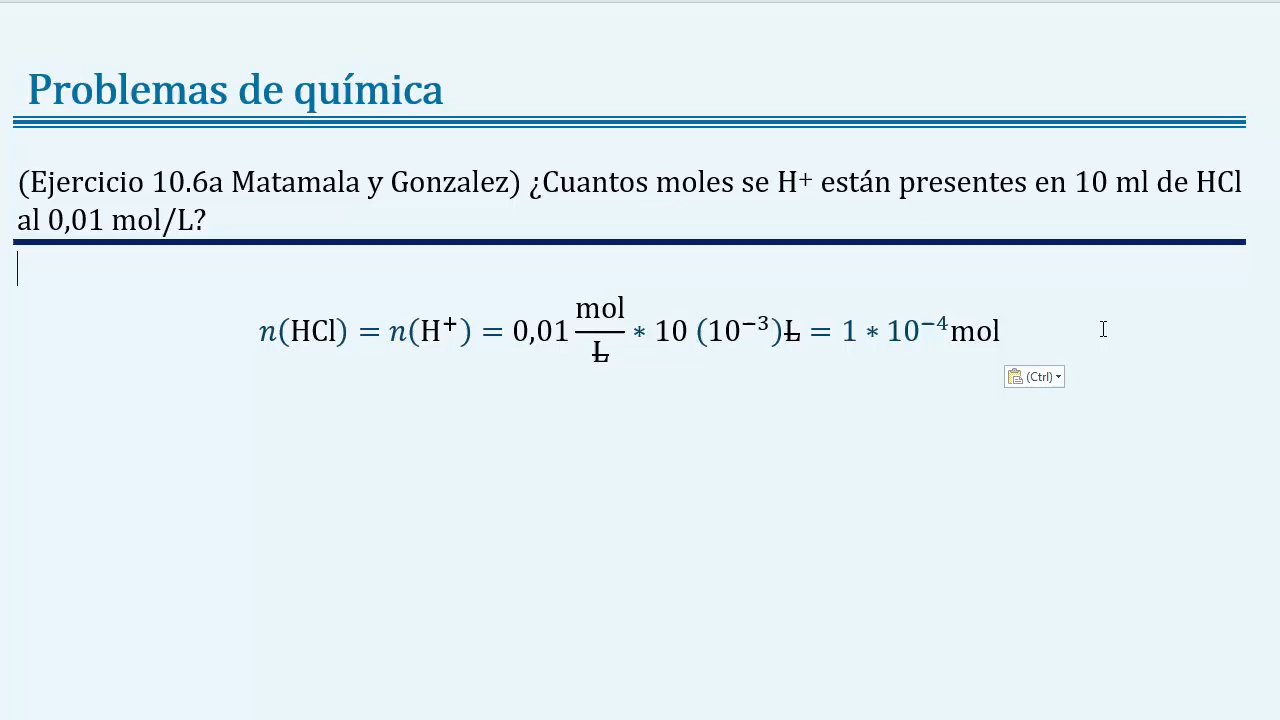 Problemas de química
(Ejercicio 10.6a Matamala y Gonzalez) ¿Cuantos moles se H⁺ están presentes en 10 ml de HCl
al 0,01 mol/L?
n(HCl) = n(H⁺) = 0,01 mol/L * 10 (10⁻³)L = 1 * 10⁻⁴mol
(Ctrl)